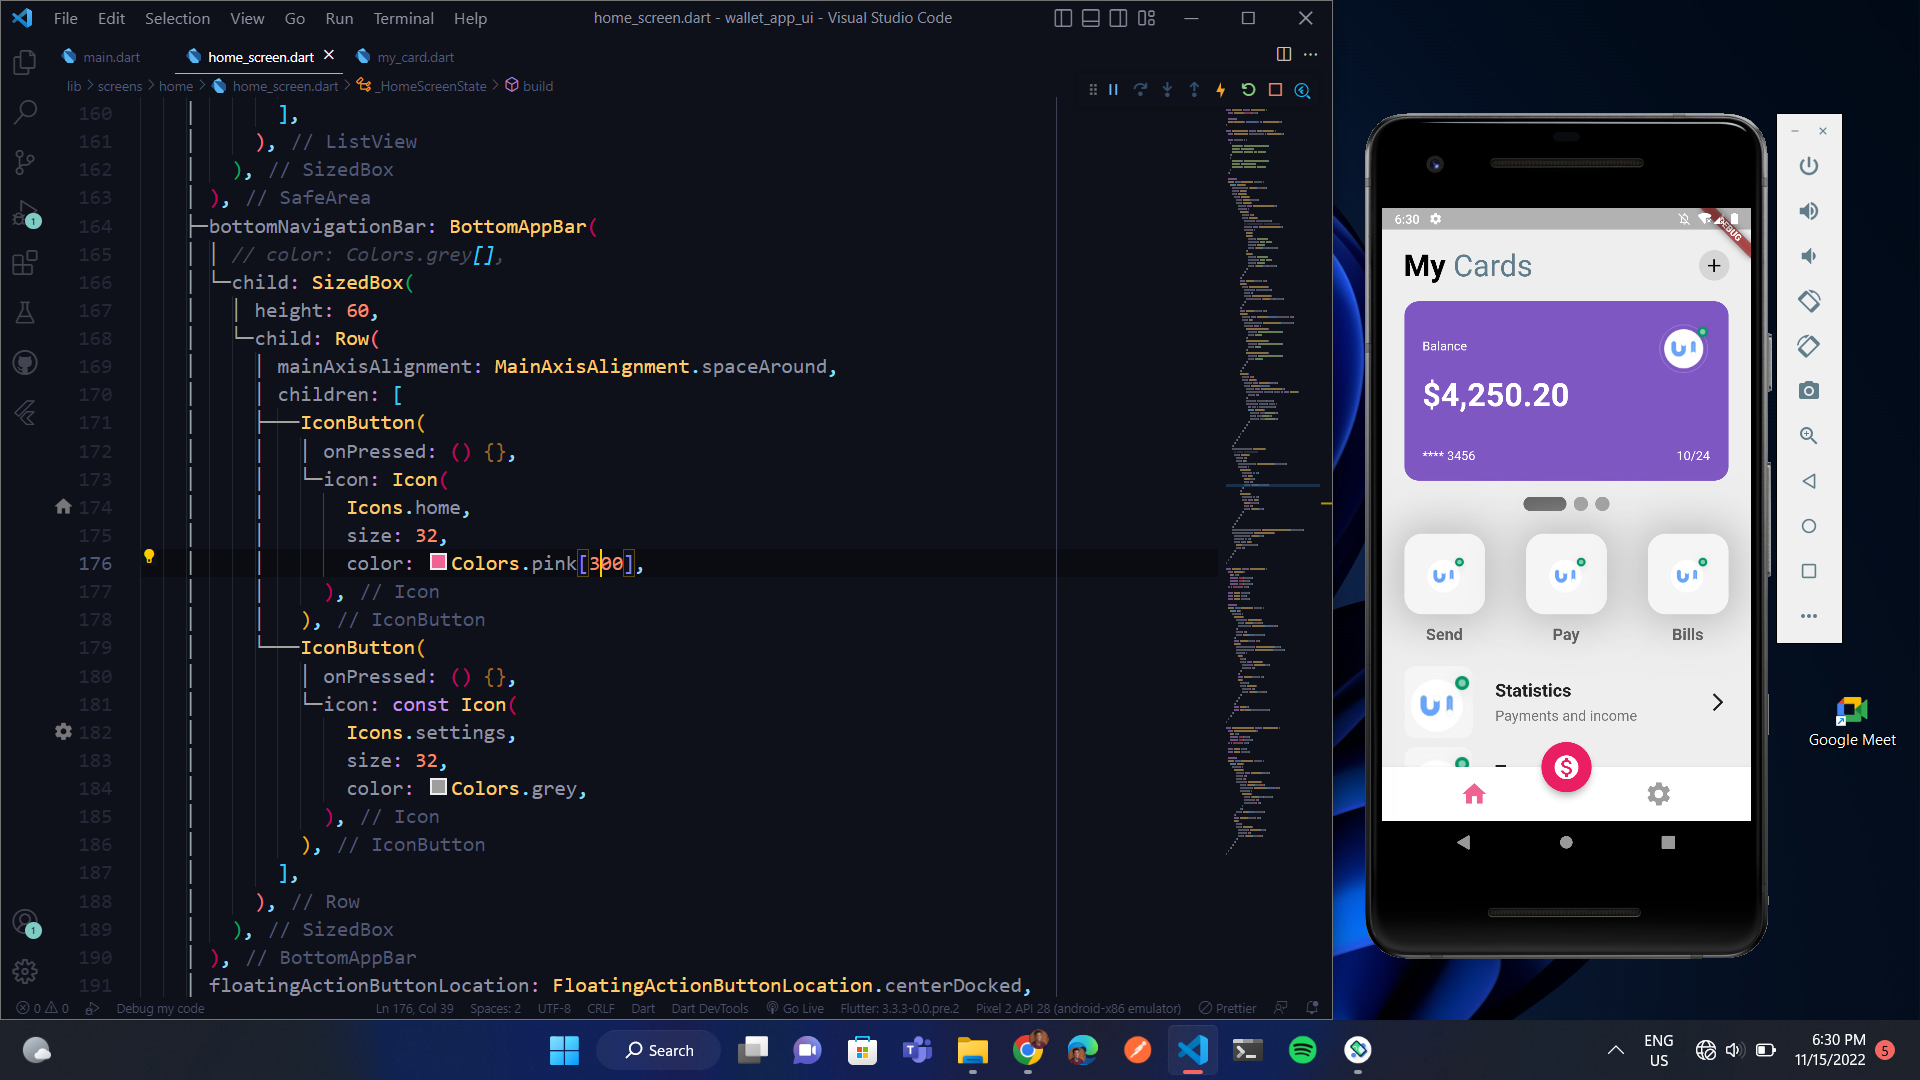 File Edit Selection View Go Run Terminal Help
home_screen.dart - wallet_app_ui - Visual Studio Code
main.dart
home_screen.dart
my_card.dart
lib > screens > home > home_screen.dart > _HomeScreenState > build
160 ],
161 ), // ListView
162 ), // SizedBox
163 ), // SafeArea
164 bottomNavigationBar: BottomAppBar(
165 // color: Colors.grey[],
166 child: SizedBox(
167 height: 60,
168 child: Row(
169 mainAxisAlignment: MainAxisAlignment.spaceAround,
170 children: [
171 IconButton(
172 onPressed: () {},
173 icon: Icon(
174 Icons.home,
175 size: 32,
176 color: Colors.pink[300],
177 ), // Icon
178 ), // IconButton
179 IconButton(
180 onPressed: () {},
181 icon: const Icon(
182 Icons.settings,
183 size: 32,
184 color: Colors.grey,
185 ), // Icon
186 ), // IconButton
187 ],
188 ), // Row
189 ), // SizedBox
190 ), // BottomAppBar
191 floatingActionButtonLocation: FloatingActionButtonLocation.centerDocked,
1
1
0 0 Debug my code
Ln 176, Col 39 Spaces: 2 UTF-8 CRLF Dart Dart DevTools Go Live Flutter: 3.3.3-0.0.pre.2 Pixel 2 API 28 (android-x86 emulator) Prettier
6:30
DEBUG
My Cards
+
Balance
$4,250.20
**** 3456
10/24
Send
Pay
Bills
Statistics
Payments and income
$
Google Meet
Search
ENG
US
6:30 PM
11/15/2022
5